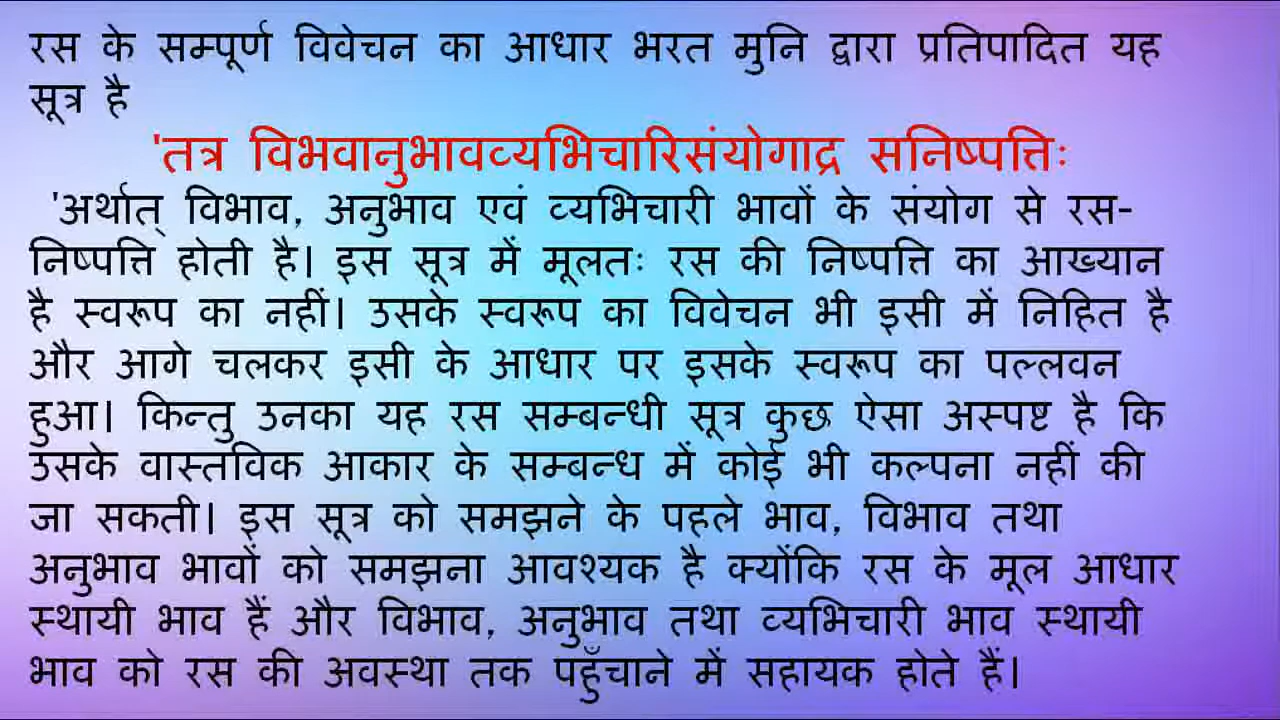 रस के सम्पूर्ण विवेचन का आधार भरत मुनि द्वारा प्रतिपादित यह
सूत्र है
'तत्र विभवानुभावव्यभिचारिसंयोगाद्र सनिष्पत्तिः
'अर्थात् विभाव, अनुभाव एवं व्यभिचारी भावों के संयोग से रस-
निष्पत्ति होती है। इस सूत्र में मूलतः रस की निष्पत्ति का आख्यान
है स्वरूप का नहीं। उसके स्वरूप का विवेचन भी इसी में निहित है
और आगे चलकर इसी के आधार पर इसके स्वरूप का पल्लवन
हुआ। किन्तु उनका यह रस सम्बन्धी सूत्र कुछ ऐसा अस्पष्ट है कि
उसके वास्तविक आकार के सम्बन्ध में कोई भी कल्पना नहीं की
जा सकती। इस सूत्र को समझने के पहले भाव, विभाव तथा
अनुभाव भावों को समझना आवश्यक है क्योंकि रस के मूल आधार
स्थायी भाव हैं और विभाव, अनुभाव तथा व्यभिचारी भाव स्थायी
भाव को रस की अवस्था तक पहुँचाने में सहायक होते हैं।